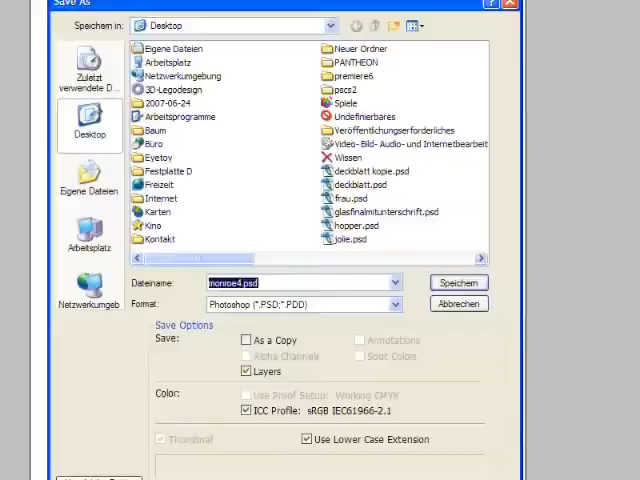 Save As
Speichern in:
Desktop
Zuletzt
verwendete D...
Desktop
Eigene Dateien
Arbeitsplatz
Netzwerkumgeb
Eigene Dateien
Arbeitsplatz
Netzwerkumgebung
3D-Legodesign
2007-06-24
Arbeitsprogramme
Baum
Büro
Eyetoy
Festplatte D
Freizeit
Internet
Karten
Kino
Kontakt
Neuer Ordner
PANTHEON
premiere6
pscs2
Spiele
Undefinierbares
Veröffentlichungserforderliches
Video- Bild- Audio- und Internetbearbeit
Wissen
deckblatt kopie.psd
deckblatt.psd
frau.psd
glasfinalmitunterschrift.psd
hopper.psd
jolie.psd
Dateiname:
monroe4.psd
Speichern
Format:
Photoshop (*.PSD;*.PDD)
Abbrechen
Save Options
Save:
As a Copy
Annotations
Alpha Channels
Spot Colors
Layers
Color:
Use Proof Setup: Working CMYK
ICC Profile: sRGB IEC61966-2.1
Thumbnail
Use Lower Case Extension